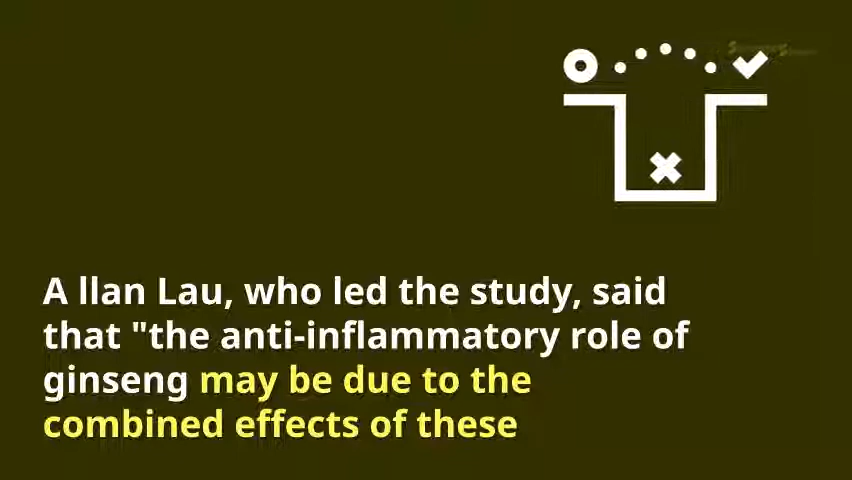 A llan Lau, who led the study, said
that "the anti-inflammatory role of
ginseng may be due to the
combined effects of these